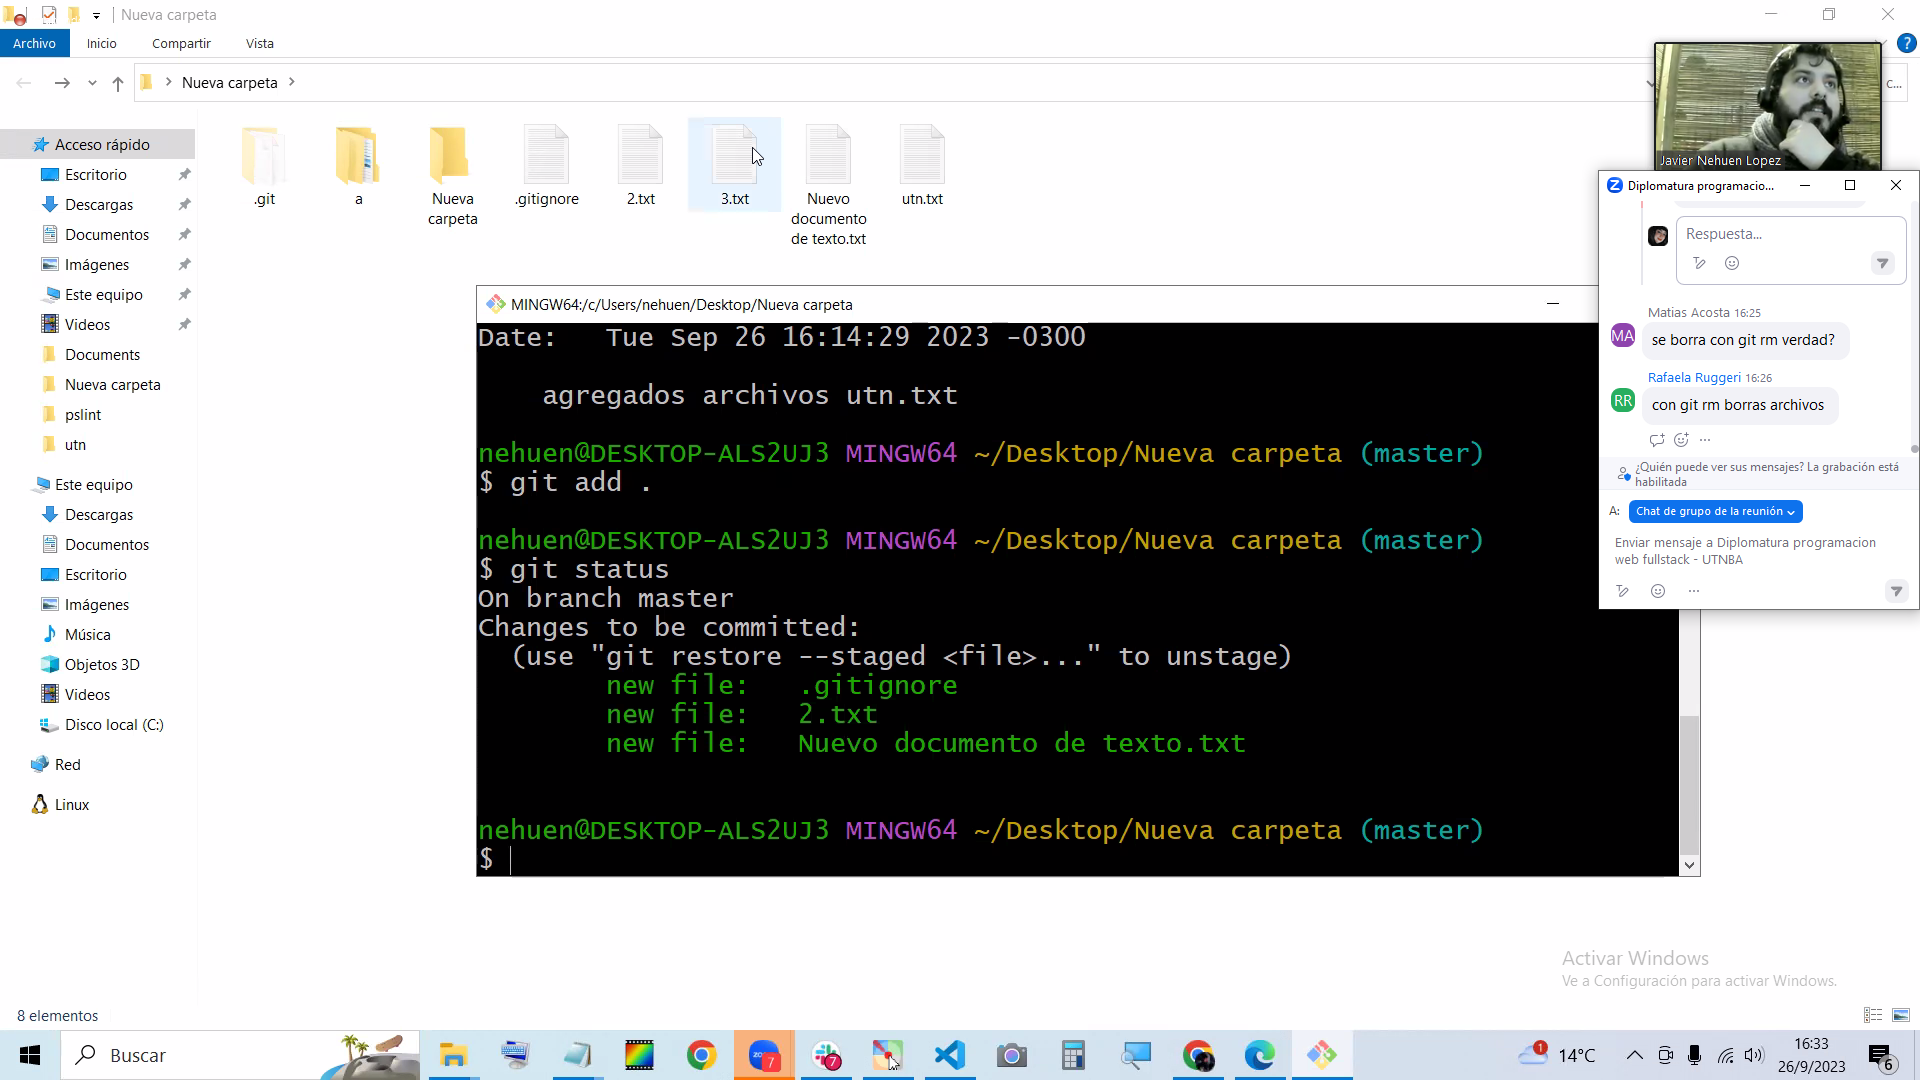 Nueva carpeta
Archivo
Inicio
Compartir
Vista
?
Nueva carpeta
c...
Acceso rápido
Escritorio
Descargas
Documentos
Imágenes
Este equipo
Videos
Documents
Nueva carpeta
pslint
utn
Este equipo
Descargas
Documentos
Escritorio
Imágenes
Música
Objetos 3D
Videos
Disco local (C:)
Red
Linux
.git
a
Nueva
carpeta
.gitignore
2.txt
3.txt
Nuevo
documento
de texto.txt
utn.txt
MINGW64:/c/Users/nehuen/Desktop/Nueva carpeta
Date:   Tue Sep 26 16:14:29 2023 -0300
agregados archivos utn.txt
nehuen@DESKTOP-ALS2UJ3 MINGW64 ~/Desktop/Nueva carpeta (master)
$ git add .
nehuen@DESKTOP-ALS2UJ3 MINGW64 ~/Desktop/Nueva carpeta (master)
$ git status
On branch master
Changes to be committed:
(use "git restore --staged <file>..." to unstage)
new file:   .gitignore
new file:   2.txt
new file:   Nuevo documento de texto.txt
nehuen@DESKTOP-ALS2UJ3 MINGW64 ~/Desktop/Nueva carpeta (master)
$
Javier Nehuen Lopez
Diplomatura programacio...
Respuesta...
Matias Acosta 16:25
MA
se borra con git rm verdad?
Rafaela Ruggeri 16:26
RR
con git rm borras archivos
¿Quién puede ver sus mensajes? La grabación está
habilitada
A: Chat de grupo de la reunión
Enviar mensaje a Diplomatura programacion
web fullstack - UTNBA
Activar Windows
Ve a Configuración para activar Windows.
8 elementos
Buscar
zoom
7
7
1
14°C
16:33
26/9/2023
6